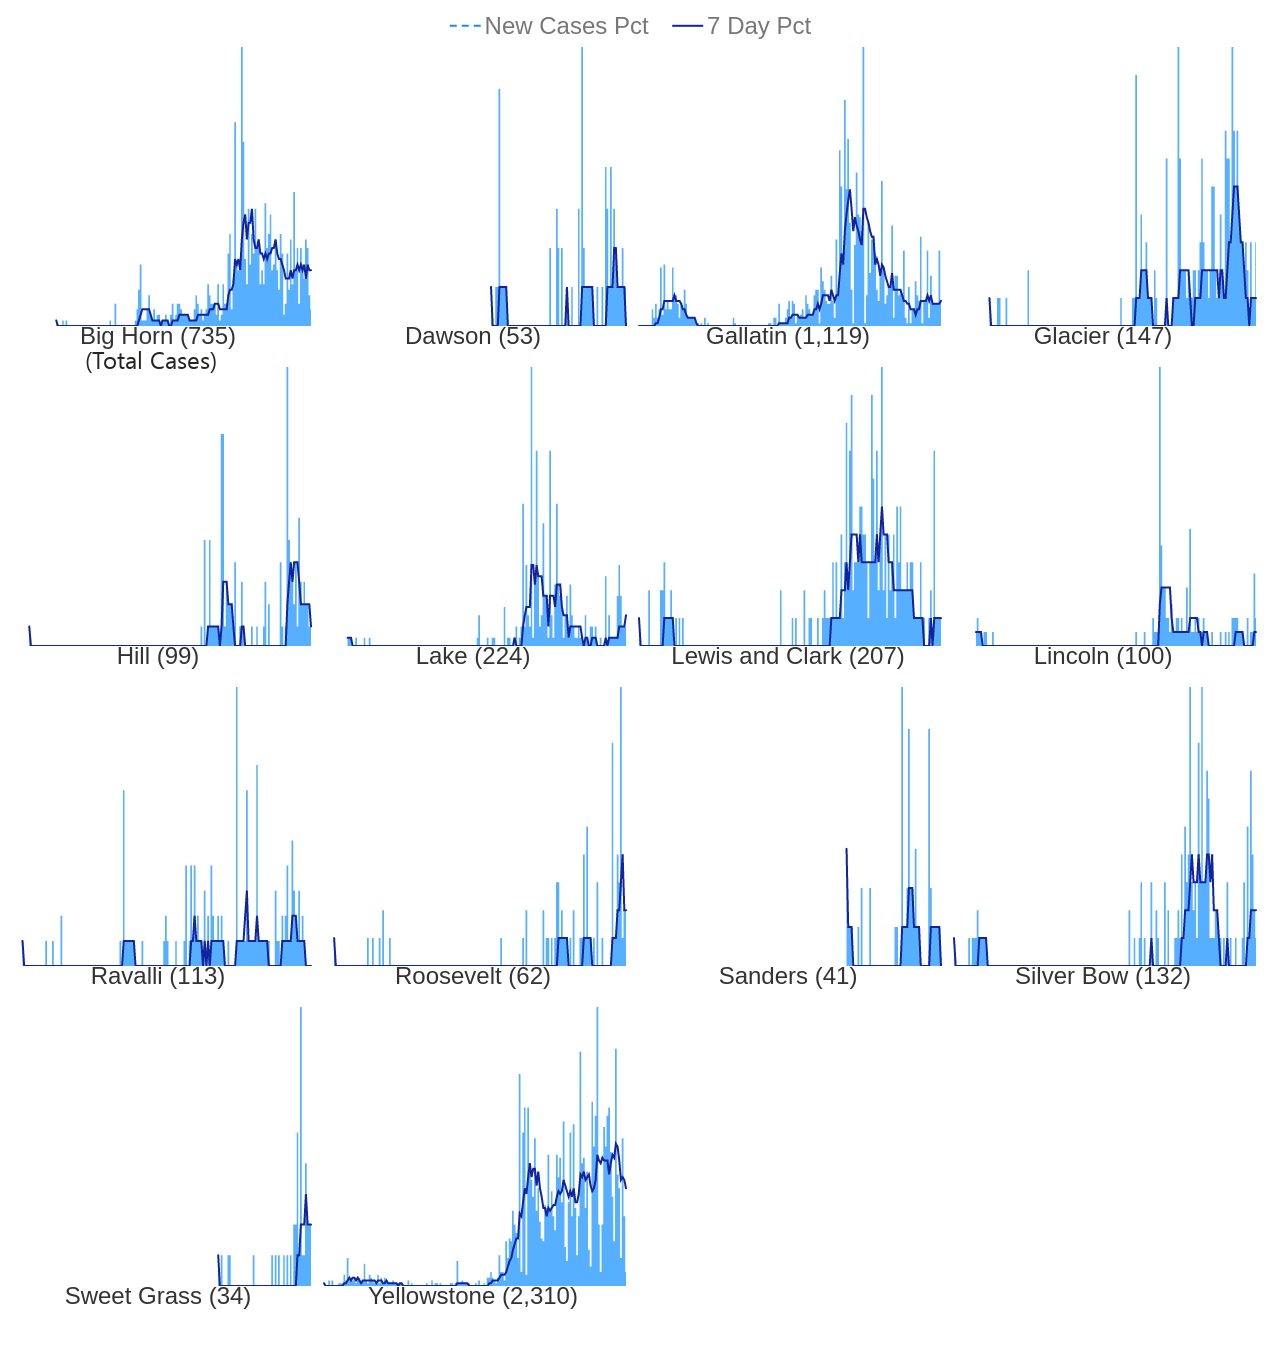 New Cases Pct 7 Day Pct
Big Horn (735) Dawson (53) Gallatin (1,119) Glacier (147)
(Total Cases)
Hill (99) Lake (224) Lewis and Clark (207) Lincoln (100)
Ravalli (113) Roosevelt (62) Sanders (41) Silver Bow (132)
Sweet Grass (34) Yellowstone (2,310)